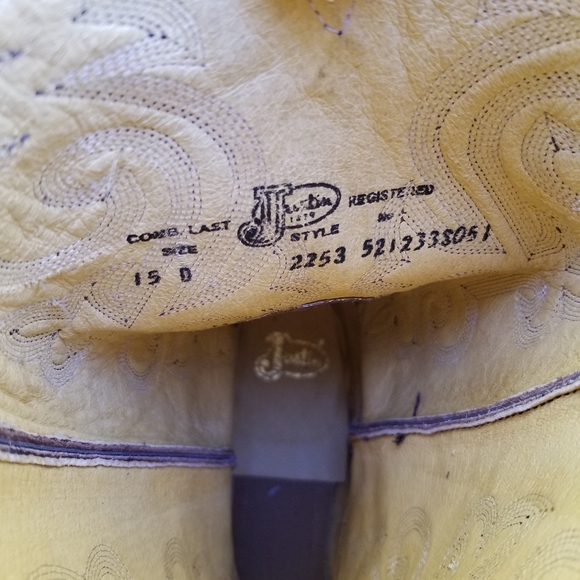 Justin
1879
COMB. LAST
SIZE
15 D
STYLE
2253
REGISTERED
No.
5212338051
Justin